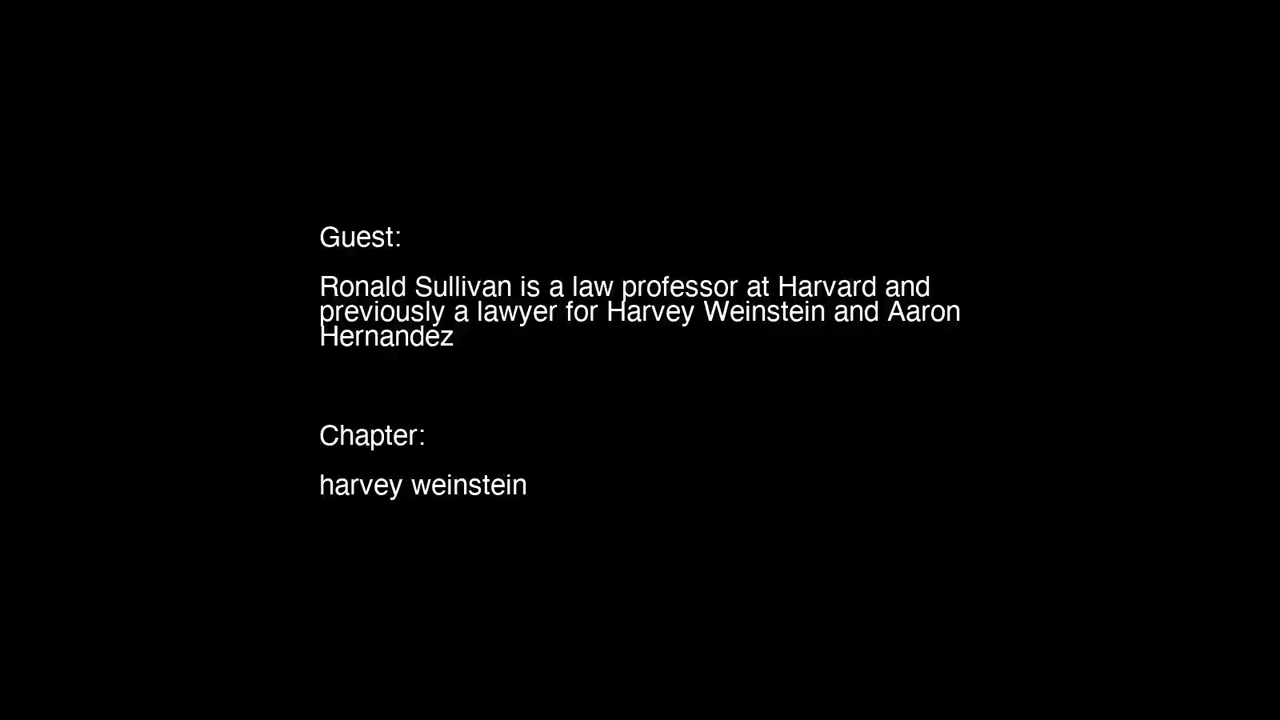 Guest:
Ronald Sullivan is a law professor at Harvard and
previously a lawyer for Harvey Weinstein and Aaron
Hernandez
Chapter:
harvey weinstein